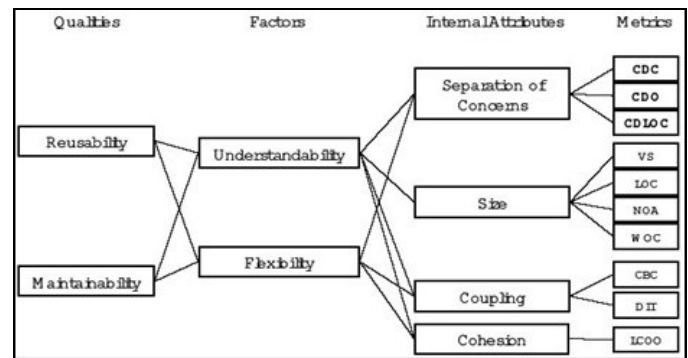 Qualities Factors Internal Attributes Metrics
Separation of
Concerns
CDC
CDO
CDLOC
Reusability
Understandability
VS
LOC
Size
NOA
WOC
Maintainability
Flexibility
Coupling
CBC
DIT
Cohesion
LCOO